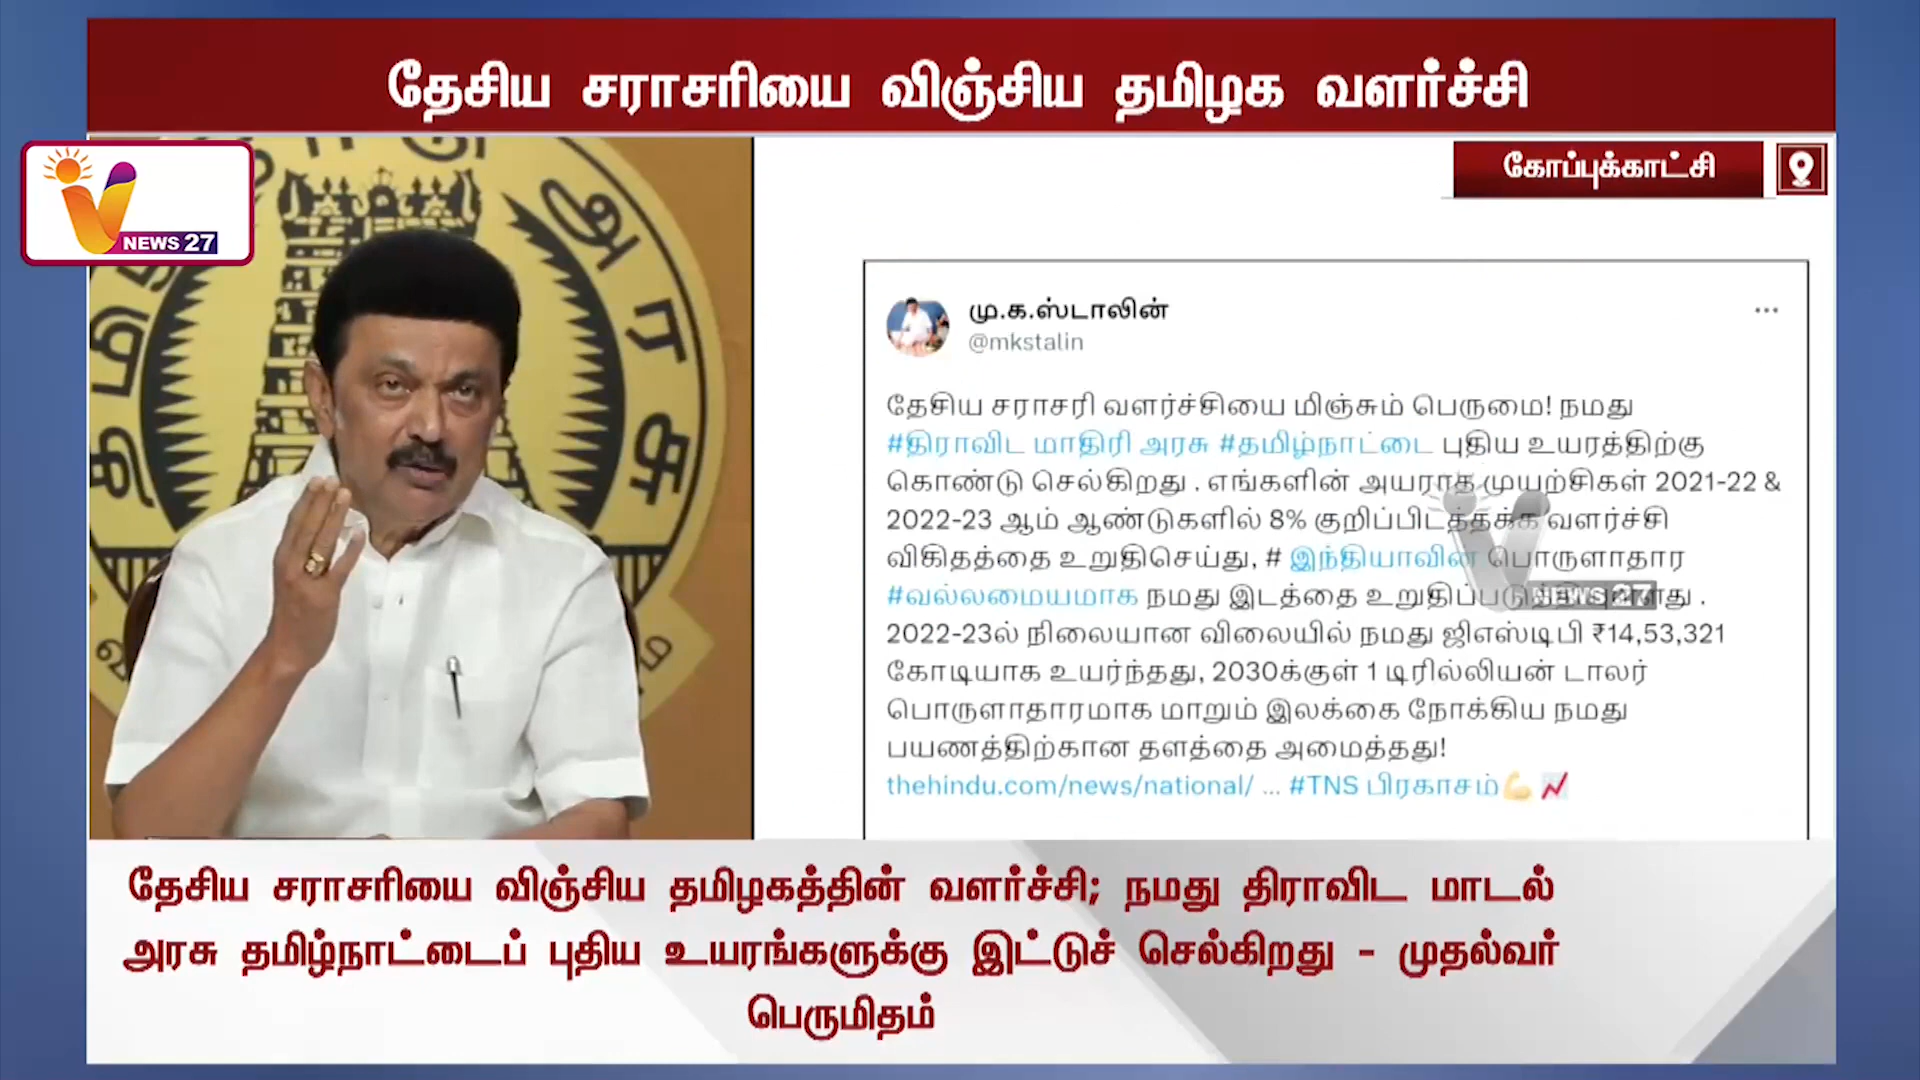 தேசிய சராசரியை விஞ்சிய தமிழக வளர்ச்சி
NEWS 27
கோப்புக்காட்சி
மு.க.ஸ்டாலின்
@mkstalin
தேசிய சராசரி வளர்ச்சியை மிஞ்சும் பெருமை! நமது
#திராவிட மாதிரி அரசு #தமிழ்நாட்டை புதிய உயரத்திற்கு
கொண்டு செல்கிறது . எங்களின் அயராத முயற்சிகள் 2021-22 &
2022-23 ஆம் ஆண்டுகளில் 8% குறிப்பிடத்தக்க வளர்ச்சி
விகிதத்தை உறுதிசெய்து, # இந்தியாவின் பொருளாதார
#வல்லமையமாக நமது இடத்தை
NEWS 27
2022-23ல் நிலையான விலையில் நமது ஜிஎஸ்டிபி ₹14,53,321
கோடியாக உயர்ந்தது, 2030க்குள் 1 டிரில்லியன் டாலர்
பொருளாதாரமாக மாறும் இலக்கை நோக்கிய நமது
பயணத்திற்கான தளத்தை அமைத்தது!
thehindu.com/news/national/ ... #TNS பிரகாசம்💪📈
தேசிய சராசரியை விஞ்சிய தமிழகத்தின் வளர்ச்சி; நமது திராவிட மாடல்
அரசு தமிழ்நாட்டைப் புதிய உயரங்களுக்கு இட்டுச் செல்கிறது - முதல்வர்
பெருமிதம்